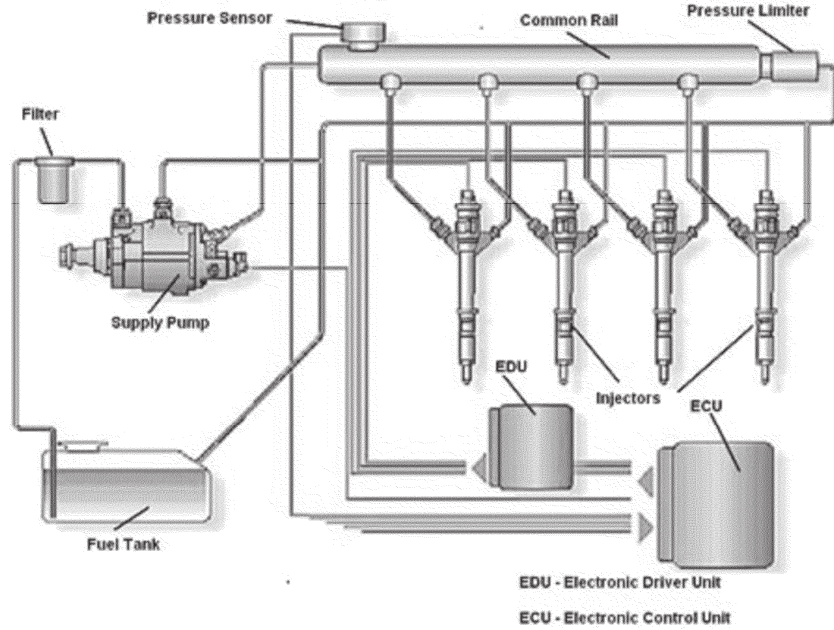 Pressure Sensor
Common Rail
Pressure Limiter
Filter
Supply Pump
EDU
Injectors
ECU
Fuel Tank
EDU - Electronic Driver Unit
ECU - Electronic Control Unit